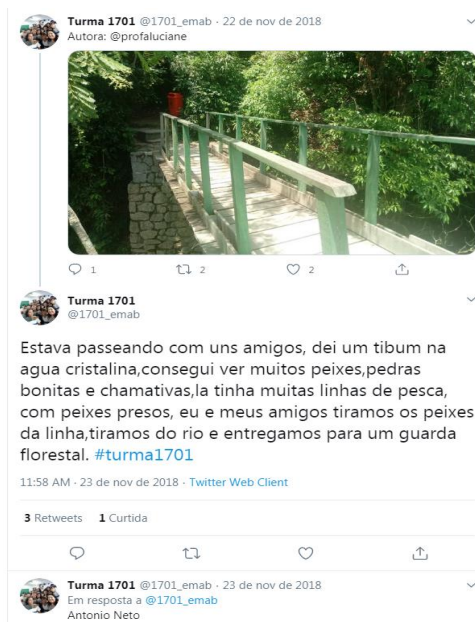 Turma 1701 @1701_emab · 22 de nov de 2018
Autora: @profaluciane
1 2 2
Turma 1701
@1701_emab
Estava passeando com uns amigos, dei um tibum na
agua cristalina,consegui ver muitos peixes,pedras
bonitas e chamativas,la tinha muitas linhas de pesca,
com peixes presos, eu e meus amigos tiramos os peixes
da linha,tiramos do rio e entregamos para um guarda
florestal. #turma1701
11:58 AM · 23 de nov de 2018 · Twitter Web Client
3 Retweets 1 Curtida
Turma 1701 @1701_emab · 23 de nov de 2018
Em resposta a @1701_emab
Antonio Neto